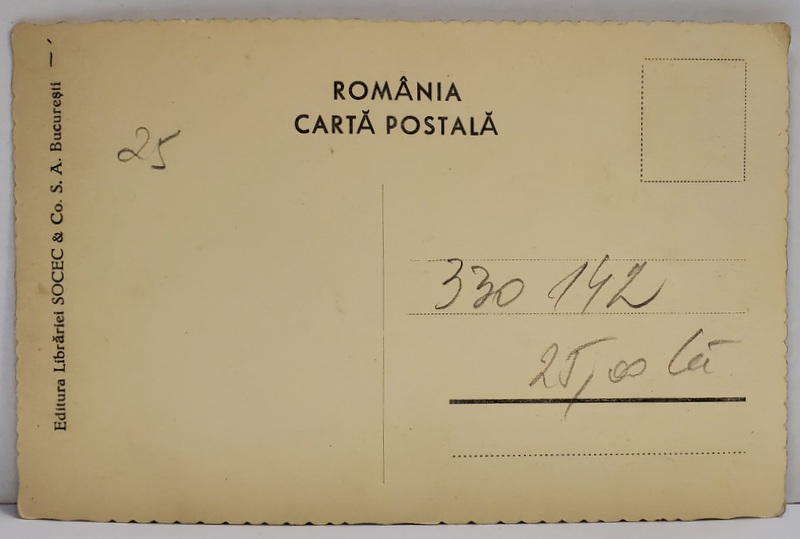 ROMÂNIA
CARTĂ POSTALĂ
25
Editura Librăriei SOCEC & Co. S. A. București
330 142
25,00 lei